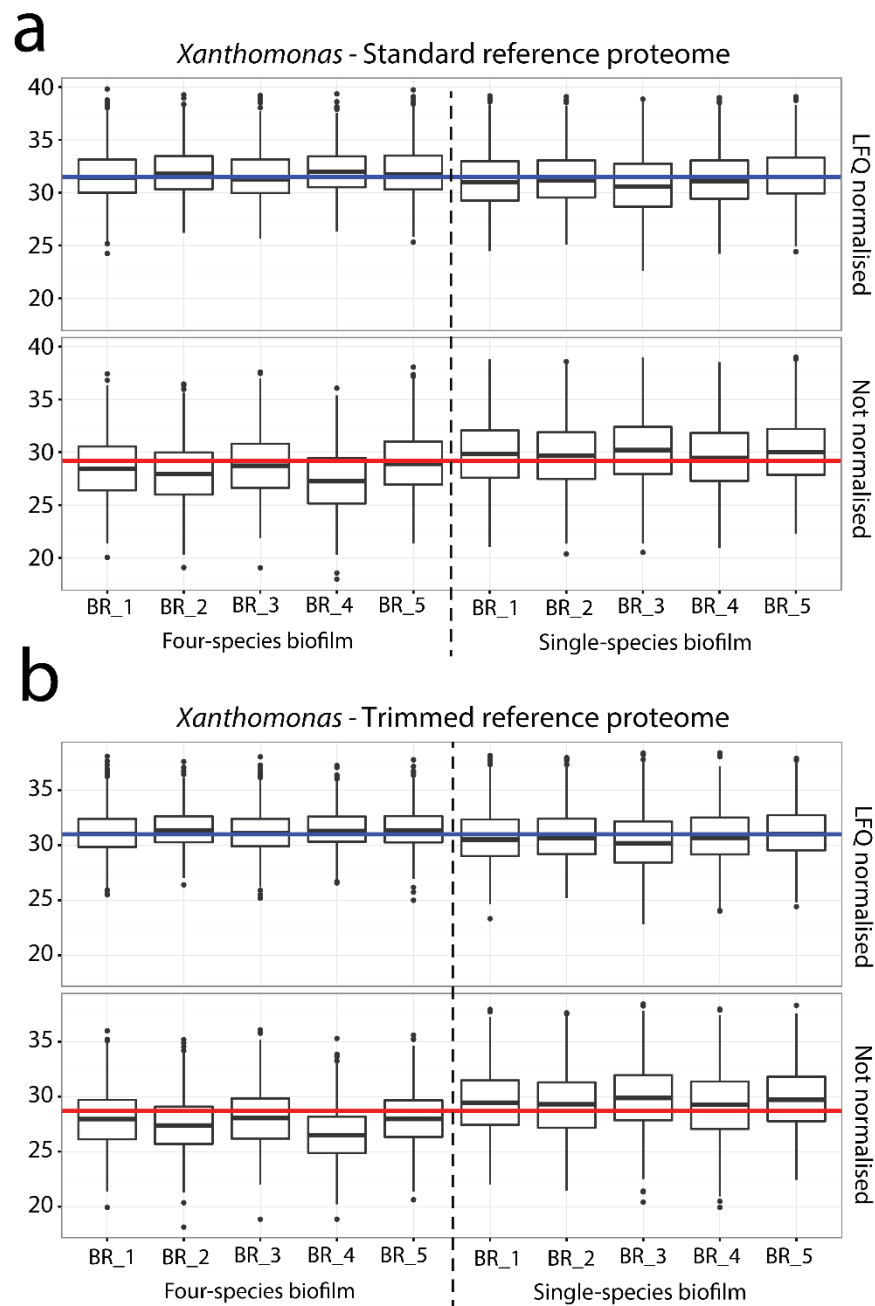 a
Xanthomonas - Standard reference proteome
40
35
30
25
20
LFQ normalised
40
35
30
25
20
Not normalised
BR_1 BR_2 BR_3 BR_4 BR_5 BR_1 BR_2 BR_3 BR_4 BR_5
Four-species biofilm Single-species biofilm
b
Xanthomonas - Trimmed reference proteome
35
30
25
20
LFQ normalised
35
30
25
20
Not normalised
BR_1 BR_2 BR_3 BR_4 BR_5 BR_1 BR_2 BR_3 BR_4 BR_5
Four-species biofilm Single-species biofilm